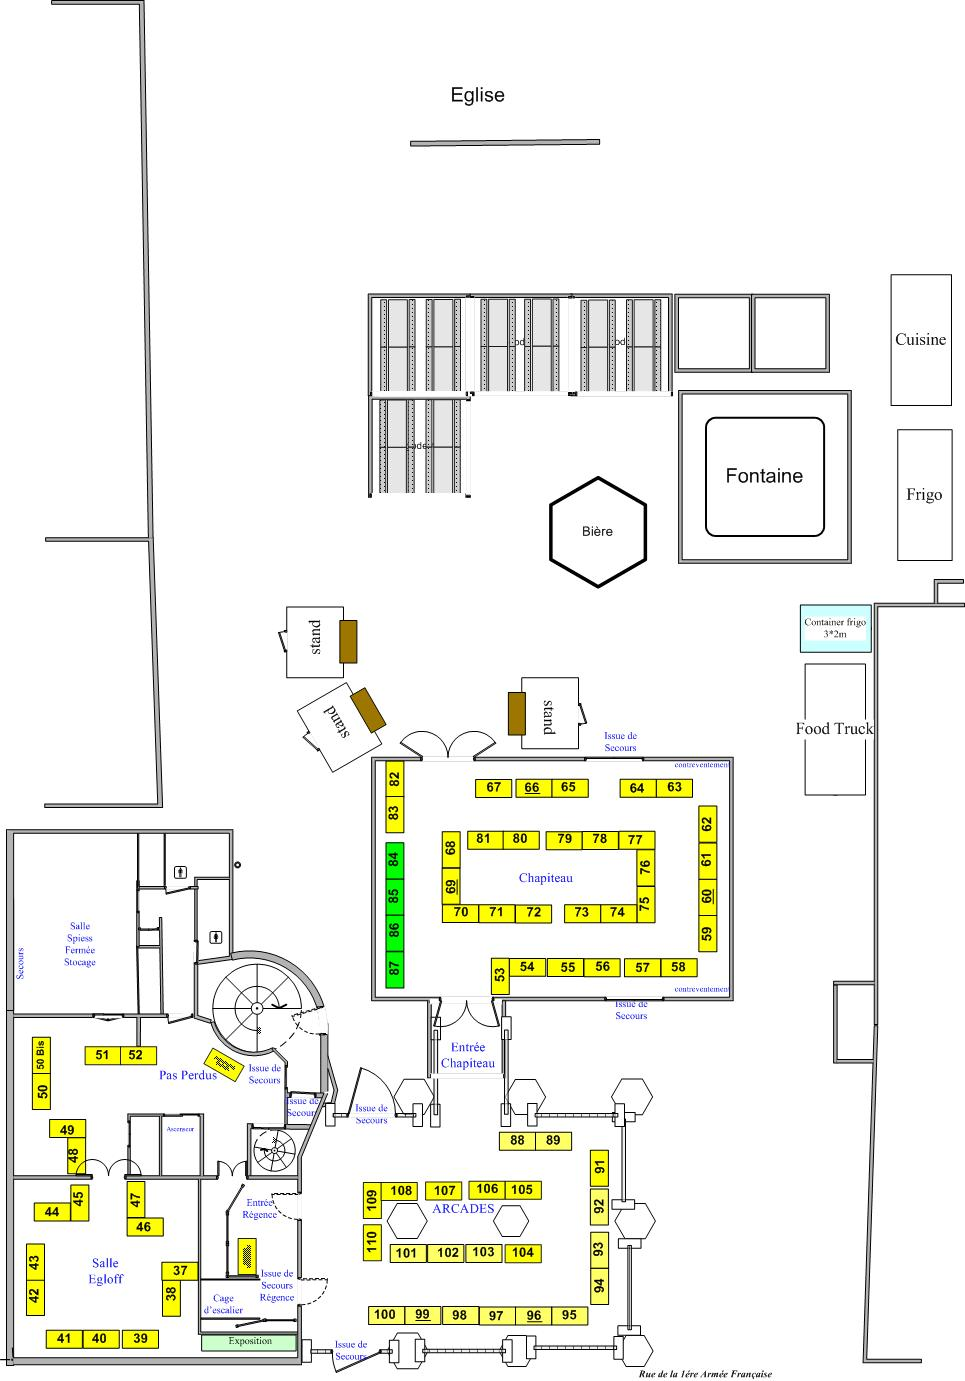 Eglise
Cuisine
Fontaine
Frigo
Bière
Container frigo
3*2m
stand
stand
stand
Food Truck
Issue de
Secours
contreventement
82
83
84
85
86
87
67
66
65
64
63
62
61
60
59
81
80
79
78
77
76
75
68
69
70
71
72
73
74
Chapiteau
53
54
55
56
57
58
contreventement
Issue de
Secours
Entrée
Chapiteau
Salle
Spiess
Fermée
Stocage
Secours
50 Bis
50
51
52
Pas Perdus
Issue de
Secours
Issue de
Secours
Issue de
Secours
49
48
Ascenseur
88
89
91
92
93
94
109
108
107
106
105
ARCADES
110
101
102
103
104
100
99
98
97
96
95
45
44
47
46
43
42
Salle
Egloff
37
38
41
40
39
Entrée
Régence
Issue de
Secours
Régence
Cage
d'escalier
Exposition
Issue de
Secours
Rue de la 1ére Armée Française